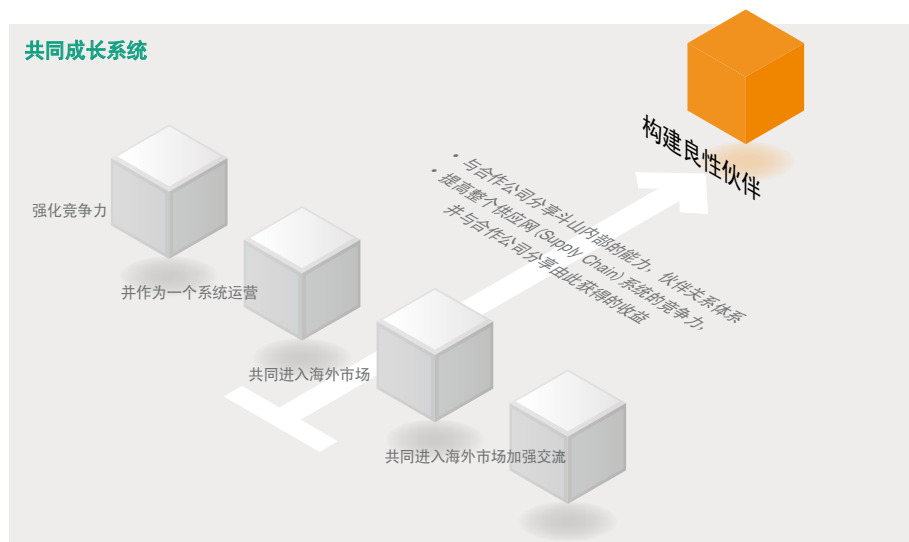 共同成长系统
构建良性伙伴
• 与合作公司分享斗山内部的能力，伙伴关系体系
• 提高整个供应网 (Supply Chain) 系统的竞争力，
并与合作公司分享由此获得的收益
强化竞争力
并作为一个系统运营
共同进入海外市场
共同进入海外市场加强交流